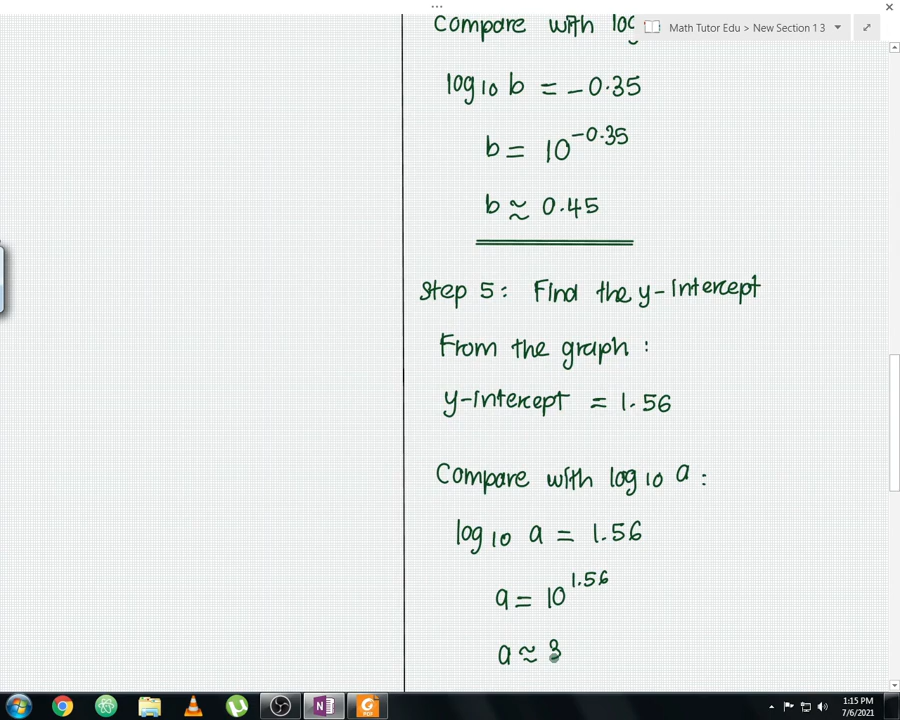 Compare with log
Math Tutor Edu > New Section 1 3
log10 b = -0.35
b = 10^-0.35
b ≈ 0.45
Step 5: Find the y-intercept
From the graph :
y-intercept = 1.56
Compare with log10 a :
log10 a = 1.56
a = 10^1.56
a ≈ 3
PDF
1:15 PM
7/6/2021